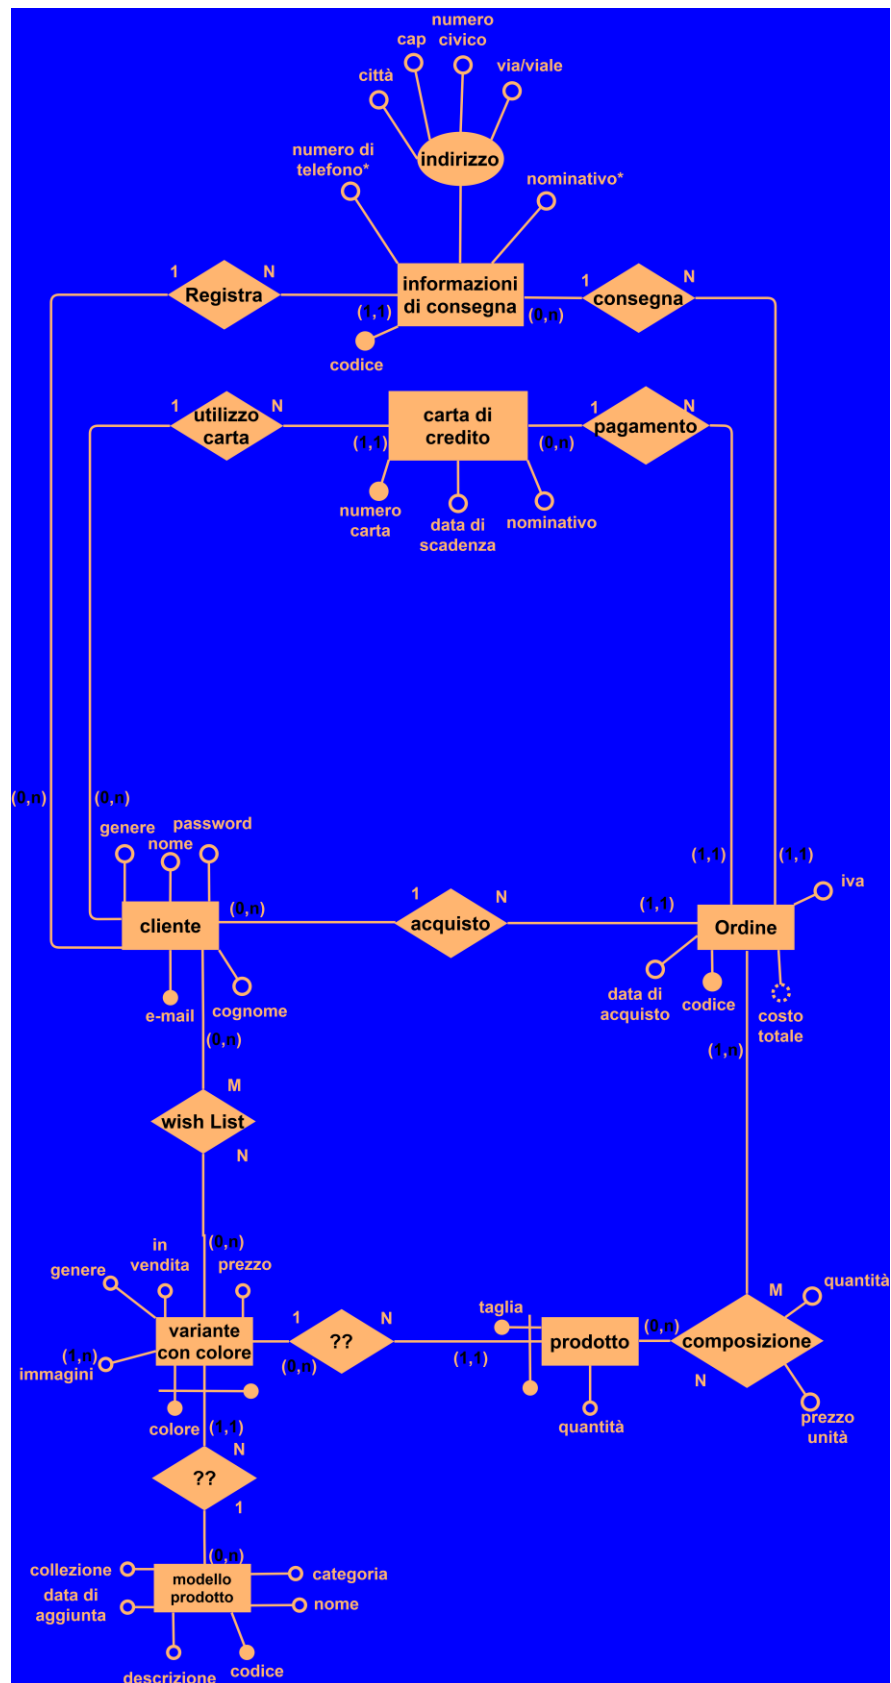 numero
civico
cap
via/viale
città
numero di
telefono*
indirizzo
nominativo*
1
N
Registra
informazioni
di consegna
1
N
consegna
(1,1)
(0,n)
codice
1
N
utilizzo
carta
carta di
credito
1
N
pagamento
(1,1)
(0,n)
numero
carta
data di
scadenza
nominativo
(0,n)
(0,n)
password
genere
nome
(1,1)
(1,1)
iva
cliente
(0,n)
1
N
acquisto
(1,1)
Ordine
e-mail
cognome
data di
acquisto
codice
costo
totale
(0,n)
(1,n)
M
wish List
N
(0,n)
in
vendita
genere
prezzo
variante
con colore
(1,n)
immagini
1
N
??
(0,n)
(1,1)
taglia
prodotto
quantità
(0,n)
M
composizione
N
quantità
prezzo
unità
colore
(1,1)
N
??
1
(0,n)
collezione
modello
prodotto
categoria
data di
aggiunta
nome
descrizione
codice